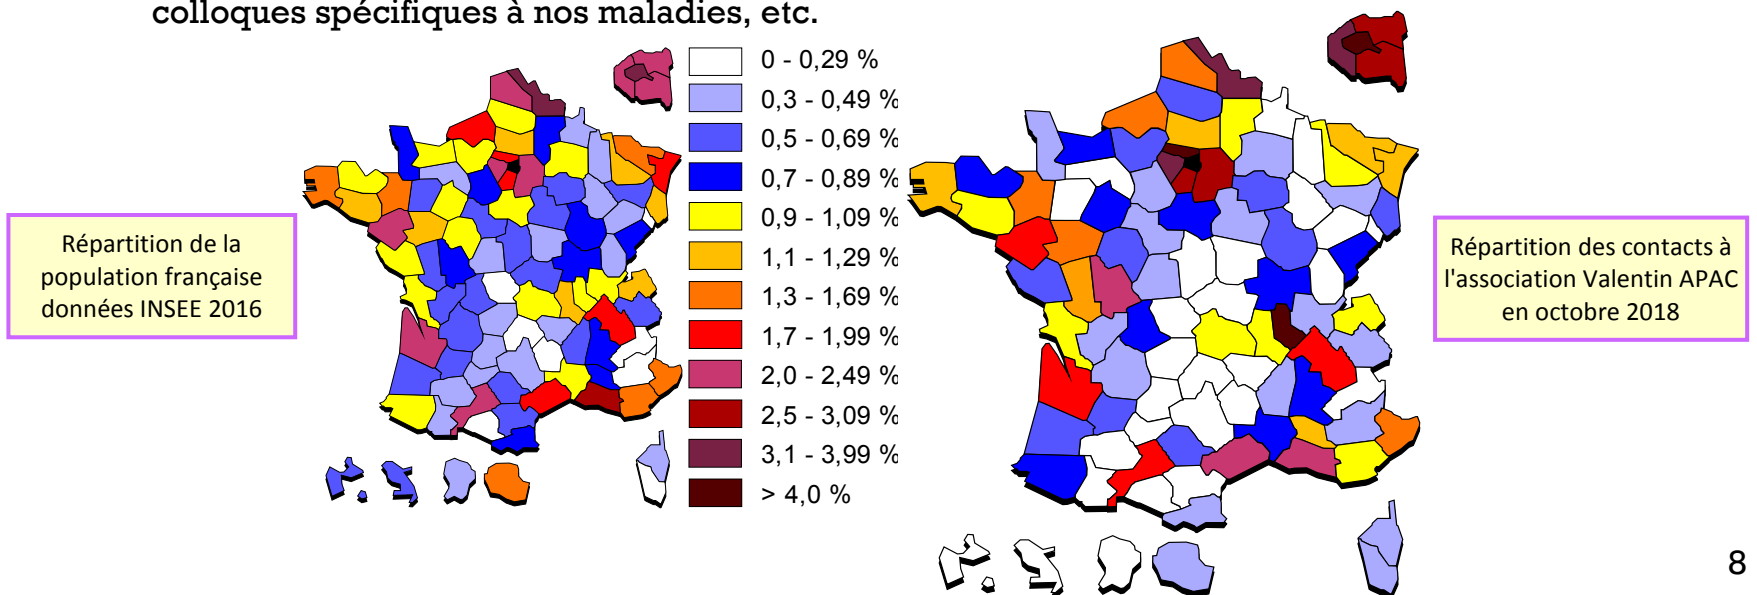 colloques spécifiques à nos maladies, etc.
0 - 0,29 %
0,3 - 0,49 %
0,5 - 0,69 %
0,7 - 0,89 %
0,9 - 1,09 %
1,1 - 1,29 %
1,3 - 1,69 %
1,7 - 1,99 %
2,0 - 2,49 %
2,5 - 3,09 %
3,1 - 3,99 %
> 4,0 %
Répartition de la
population française
données INSEE 2016
Répartition des contacts à
l'association Valentin APAC
en octobre 2018
8